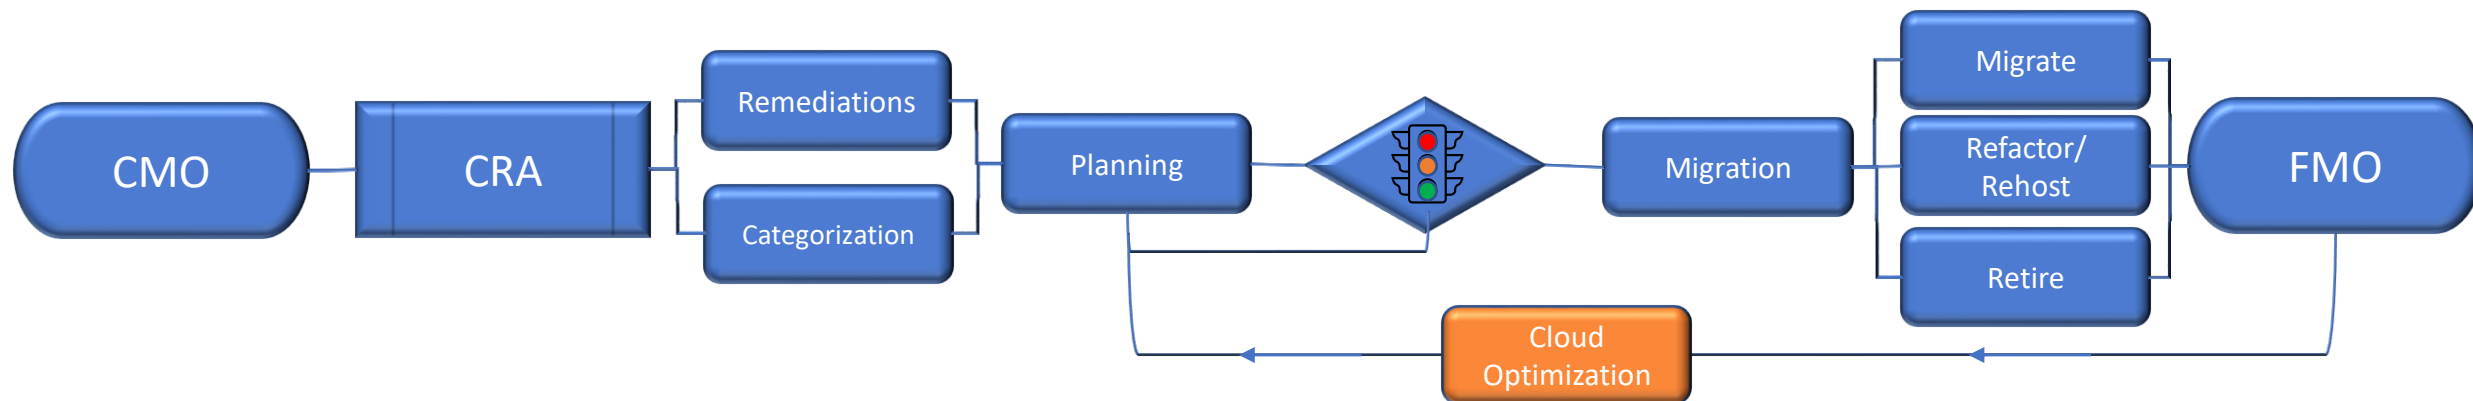 CMO
CRA
Remediations
Categorization
Planning
Migration
Migrate
Refactor/
Rehost
Retire
FMO
Cloud
Optimization